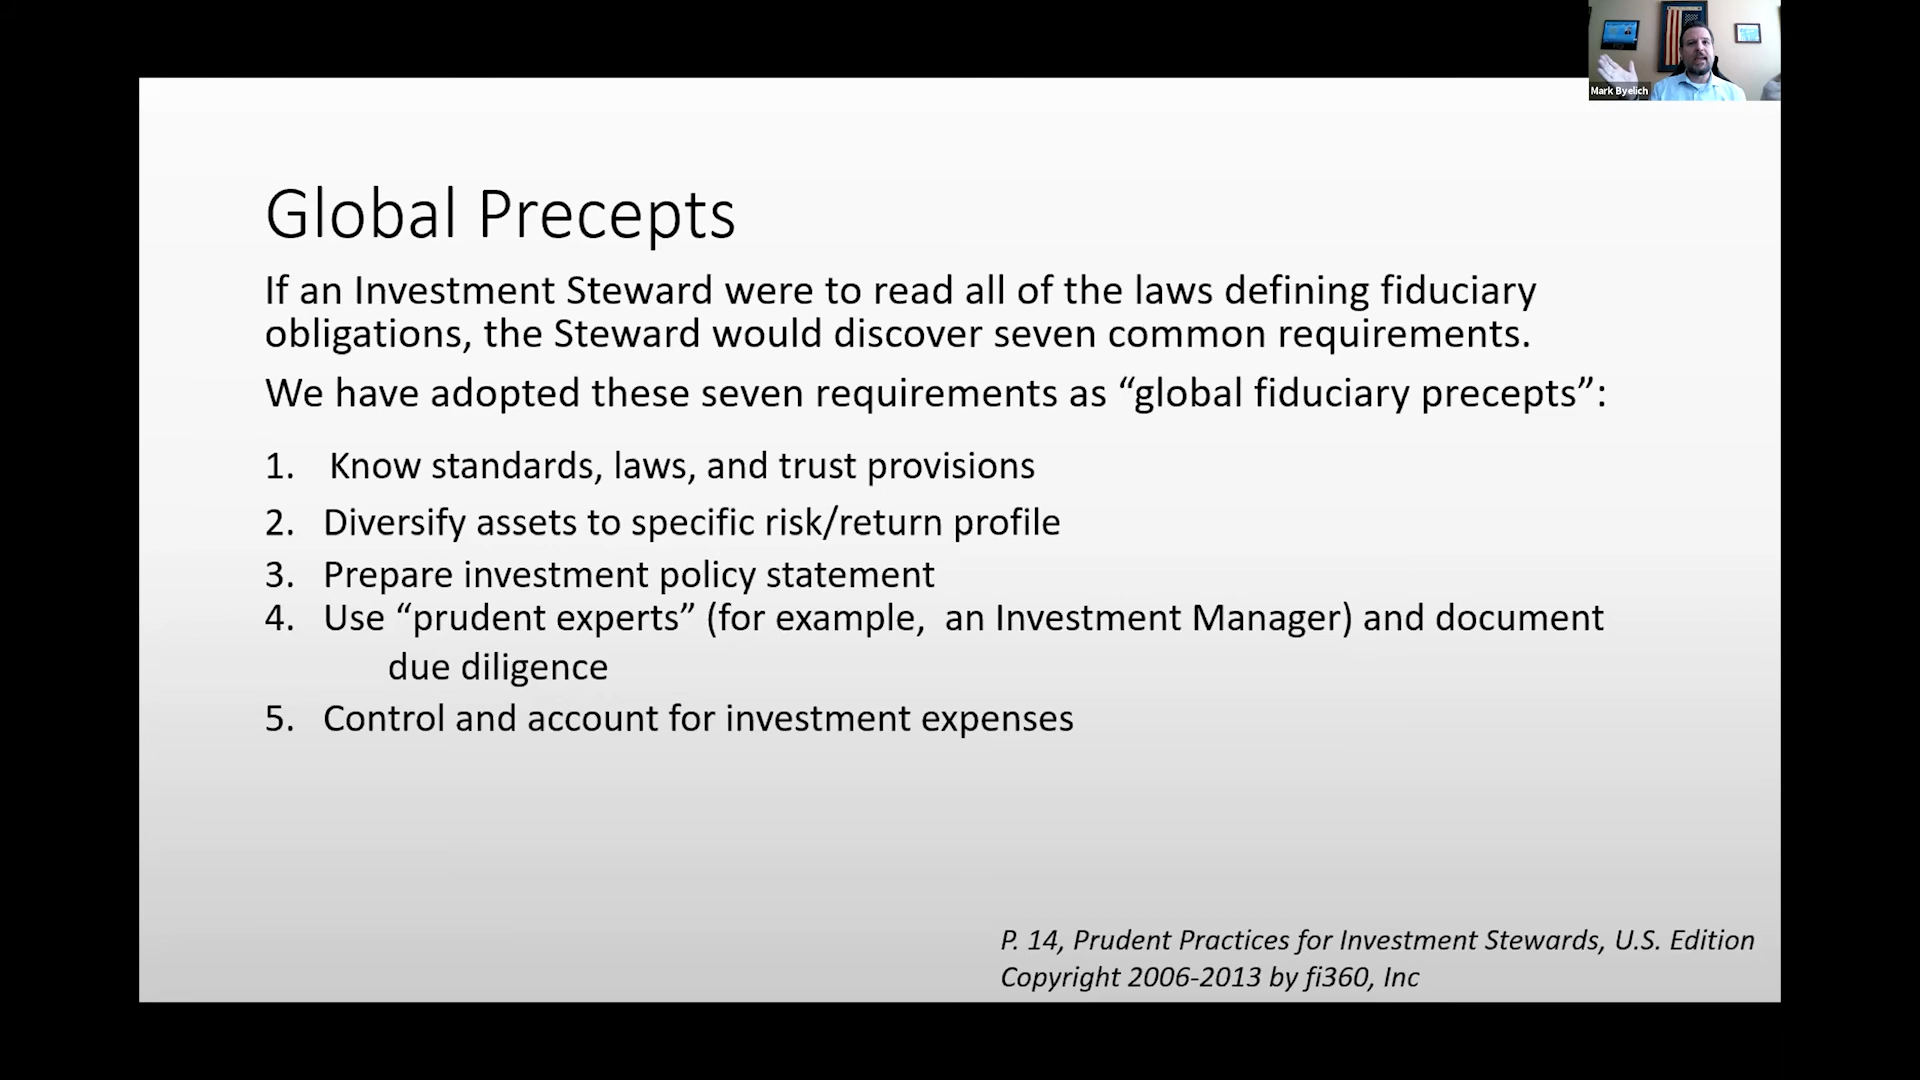 Mark Byelich
Global Precepts
If an Investment Steward were to read all of the laws defining fiduciary
obligations, the Steward would discover seven common requirements.
We have adopted these seven requirements as “global fiduciary precepts”:
1. Know standards, laws, and trust provisions
2. Diversify assets to specific risk/return profile
3. Prepare investment policy statement
4. Use “prudent experts” (for example, an Investment Manager) and document
due diligence
5. Control and account for investment expenses
P. 14, Prudent Practices for Investment Stewards, U.S. Edition
Copyright 2006-2013 by fi360, Inc